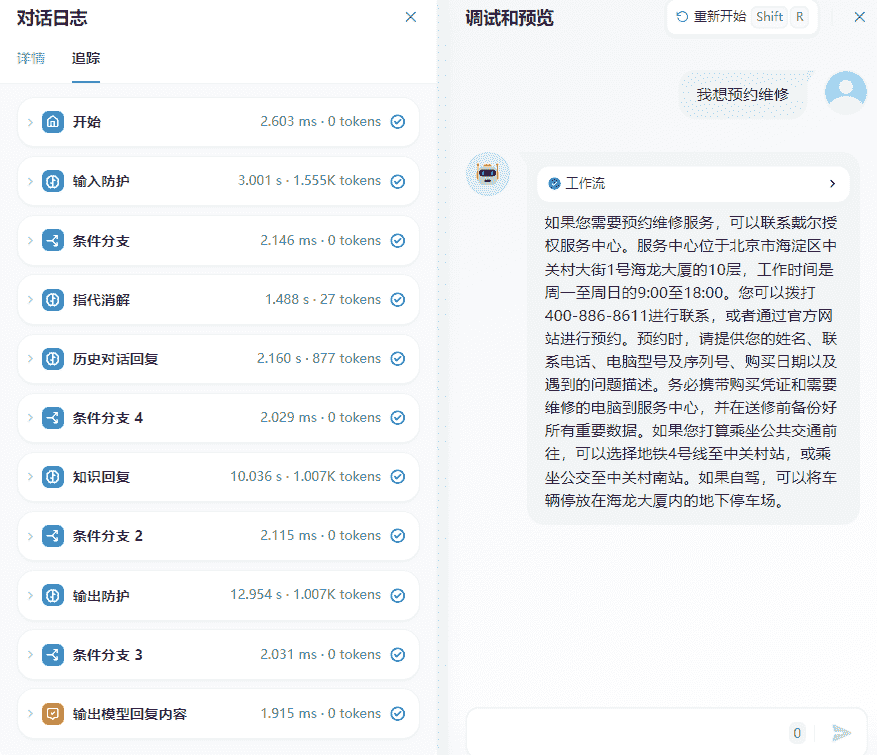 对话日志
详情
追踪
开始
2.603 ms · 0 tokens
输入防护
3.001 s · 1.555K tokens
条件分支
2.146 ms · 0 tokens
指代消解
1.488 s · 27 tokens
历史对话回复
2.160 s · 877 tokens
条件分支 4
2.029 ms · 0 tokens
知识回复
10.036 s · 1.007K tokens
条件分支 2
2.115 ms · 0 tokens
输出防护
12.954 s · 1.007K tokens
条件分支 3
2.031 ms · 0 tokens
输出模型回复内容
1.915 ms · 0 tokens
调试和预览
重新开始 Shift R
我想预约维修
工作流
如果您需要预约维修服务，可以联系戴尔授
权服务中心。服务中心位于北京市海淀区中
关村大街1号海龙大厦的10层，工作时间是
周一至周日的9:00至18:00。您可以拨打
400-886-8611进行联系，或者通过官方网
站进行预约。预约时，请提供您的姓名、联
系电话、电脑型号及序列号、购买日期以及
遇到的问题描述。务必携带购买凭证和需要
维修的电脑到服务中心，并在送修前备份好
所有重要数据。如果您打算乘坐公共交通前
往，可以选择地铁4号线至中关村站，或乘
坐公交至中关村南站。如果自驾，可以将车
辆停放在海龙大厦内的地下停车场。
0